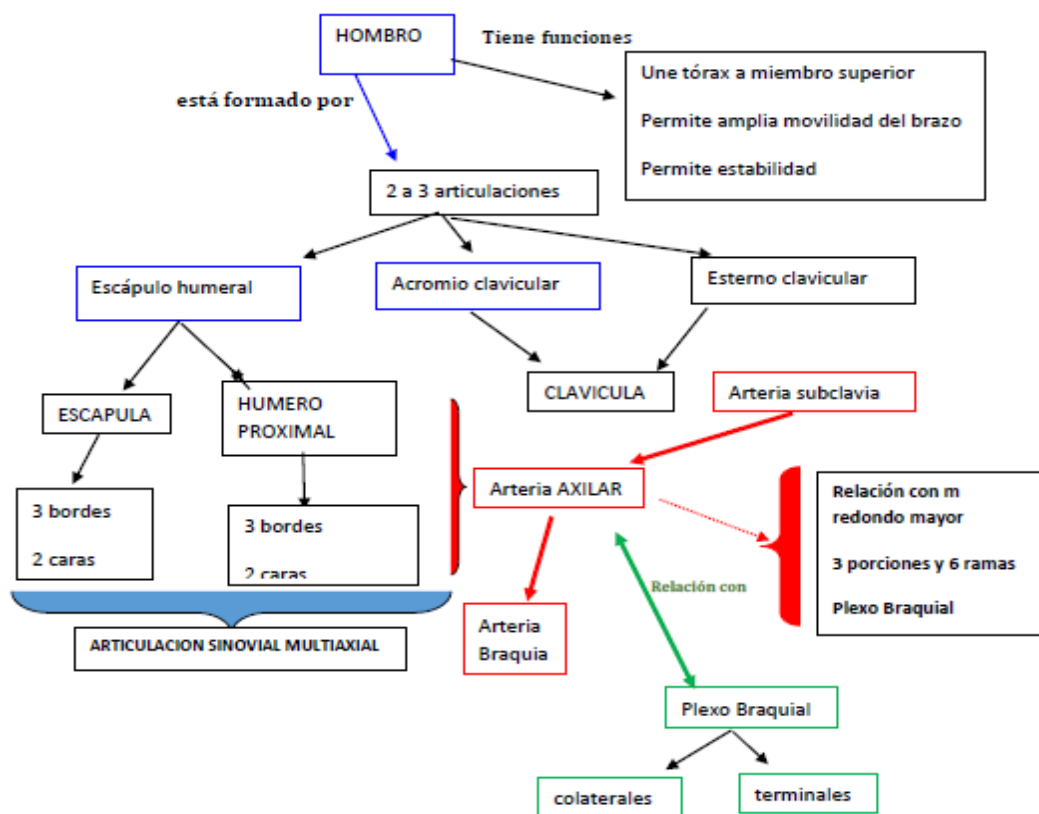 HOMBRO
Tiene funciones
Une tórax a miembro superior
Permite amplia movilidad del brazo
Permite estabilidad
está formado por
2 a 3 articulaciones
Escápulo humeral
Acromio clavicular
Esterno clavicular
ESCAPULA
HUMERO
PROXIMAL
CLAVICULA
Arteria subclavia
3 bordes
2 caras
3 bordes
2 caras
Arteria AXILAR
Relación con m
redondo mayor
3 porciones y 6 ramas
Plexo Braquial
Relación con
ARTICULACION SINOVIAL MULTIAXIAL
Arteria
Braquia
Plexo Braquial
colaterales
terminales